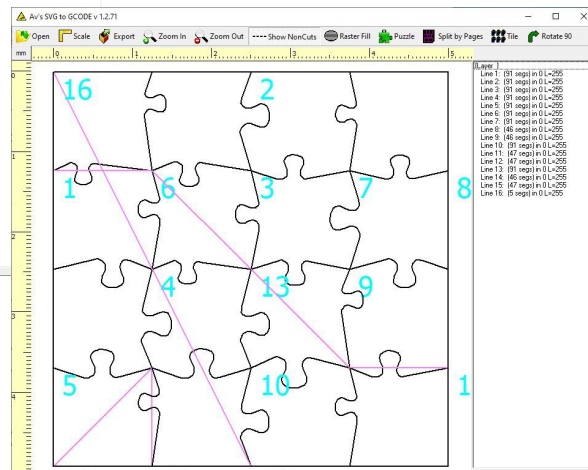 Av's SVG to GCODE v 1.2.71
Open Scale Export Zoom In Zoom Out ----Show NonCuts Raster Fill Puzzle Split by Pages Tile Rotate 90
mm 0 1 2 3 4 5
0
1
2
3
4
16 2
1 6 3 7 8
4 13 9
5 10 1
[Layer ]
Line 1: (91 segs) in 0 L=255
Line 2: (91 segs) in 0 L=255
Line 3: (91 segs) in 0 L=255
Line 4: (91 segs) in 0 L=255
Line 5: (91 segs) in 0 L=255
Line 6: (91 segs) in 0 L=255
Line 7: (91 segs) in 0 L=255
Line 8: (46 segs) in 0 L=255
Line 9: (46 segs) in 0 L=255
Line 10: (91 segs) in 0 L=255
Line 11: (47 segs) in 0 L=255
Line 12: (47 segs) in 0 L=255
Line 13: (91 segs) in 0 L=255
Line 14: (46 segs) in 0 L=255
Line 15: (47 segs) in 0 L=255
Line 16: (5 segs) in 0 L=255